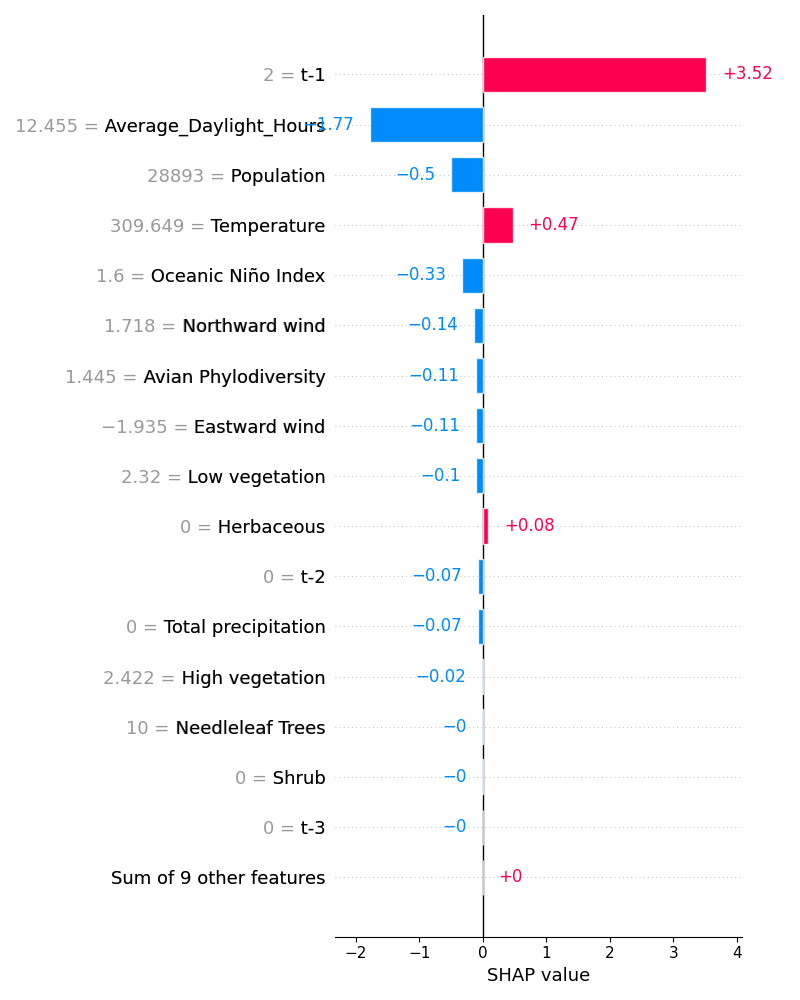 2 = t-1 +3.52
12.455 = Average_Daylight_Hours −1.77
28893 = Population −0.5
309.649 = Temperature +0.47
1.6 = Oceanic Niño Index −0.33
1.718 = Northward wind −0.14
1.445 = Avian Phylodiversity −0.11
−1.935 = Eastward wind −0.11
2.32 = Low vegetation −0.1
0 = Herbaceous +0.08
0 = t-2 −0.07
0 = Total precipitation −0.07
2.422 = High vegetation −0.02
10 = Needleleaf Trees −0
0 = Shrub −0
0 = t-3 −0
Sum of 9 other features +0
−2 −1 0 1 2 3 4
SHAP value